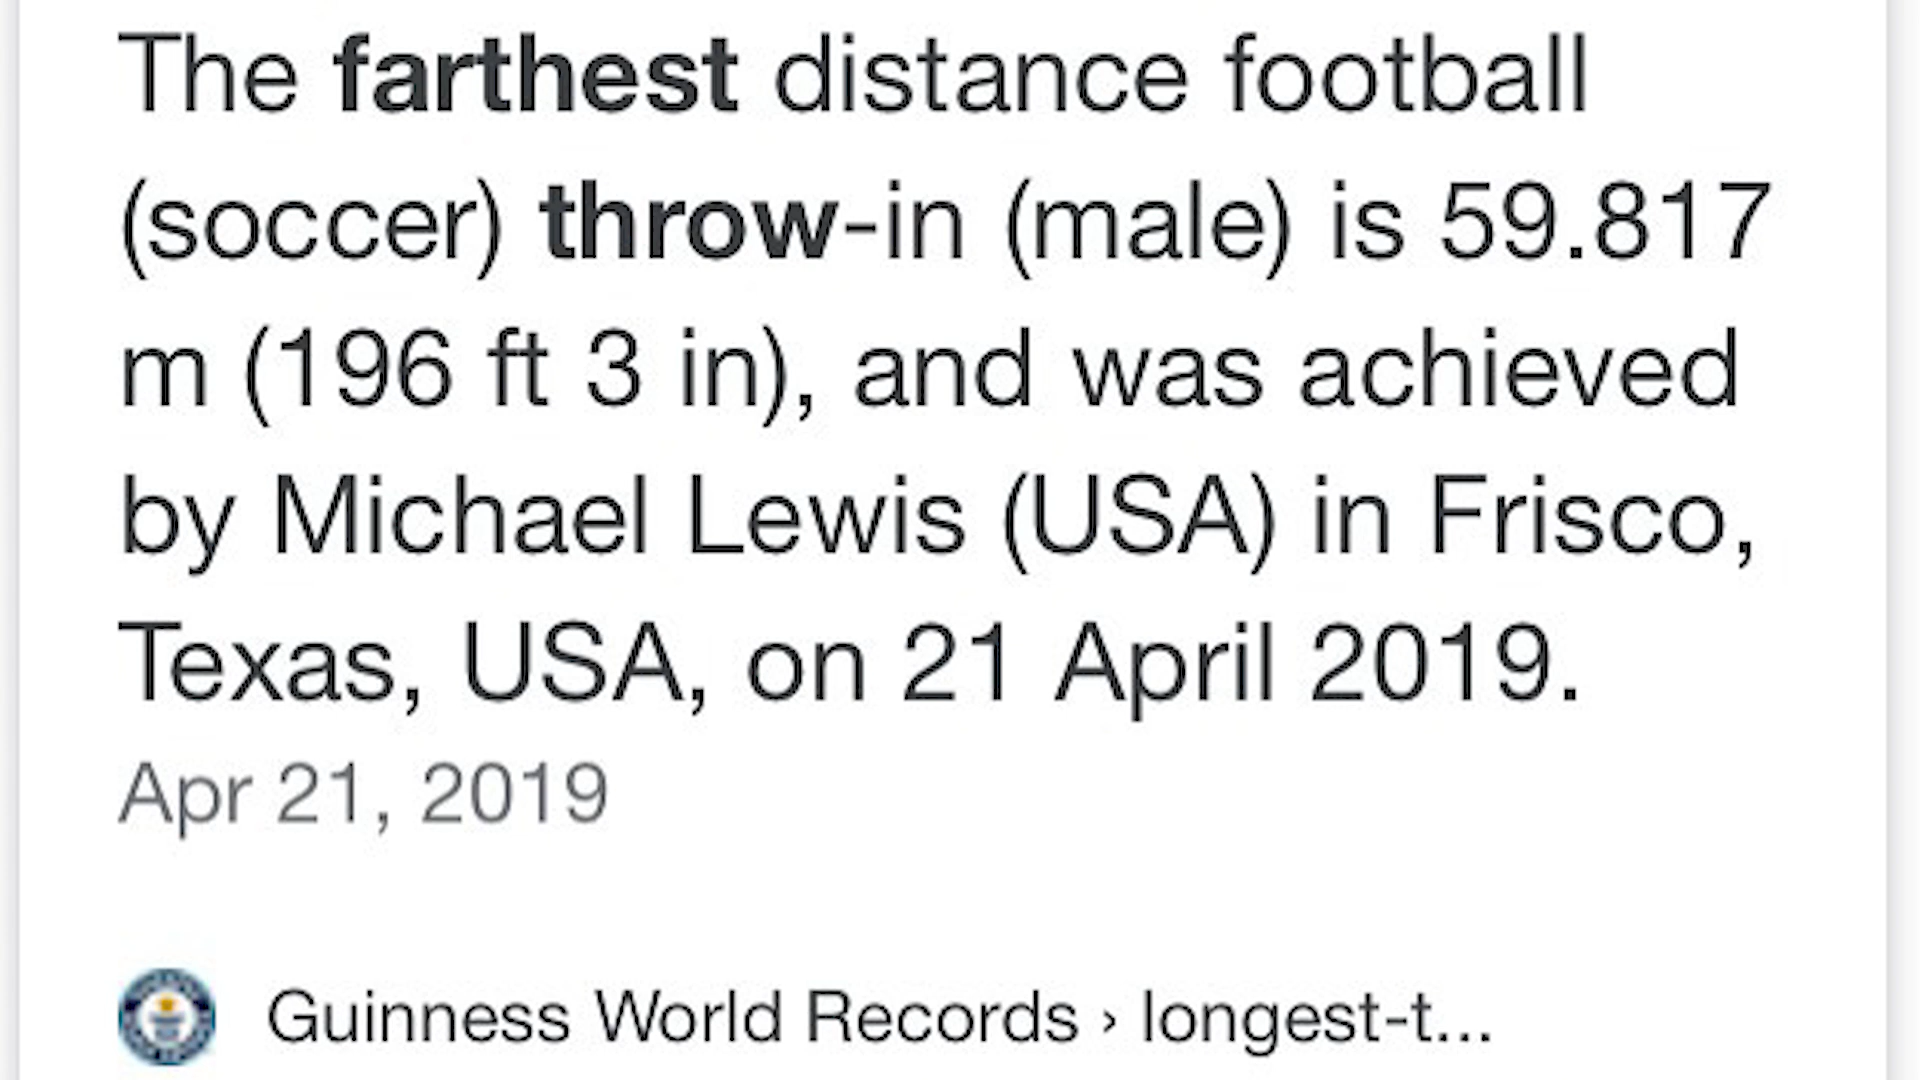 The farthest distance football
(soccer) throw-in (male) is 59.817
m (196 ft 3 in), and was achieved
by Michael Lewis (USA) in Frisco,
Texas, USA, on 21 April 2019.
Apr 21, 2019
Guinness World Records › longest-t...